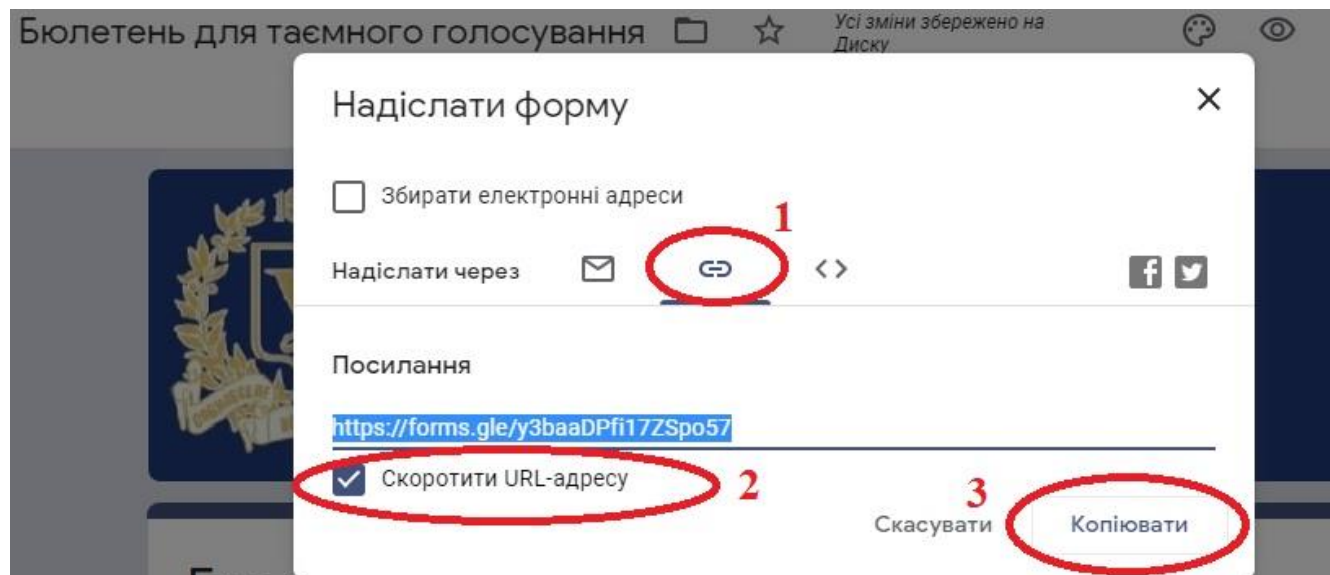 Бюлетень для таємного голосування
Усі зміни збережено на
Диску
Надіслати форму
Збирати електронні адреси
1
Надіслати через
Посилання
https://forms.gle/y3baaDPfi17ZSpo57
Скоротити URL-адресу
2
3
Скасувати
Копіювати